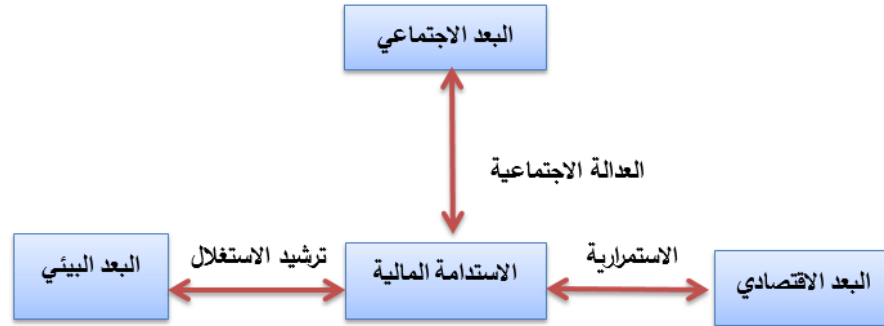 البعد الاجتماعي
العدالة الاجتماعية
الاستمرارية
ترشيد الاستغلال
البعد الاقتصادي
الاستدامة المالية
البعد البيئي